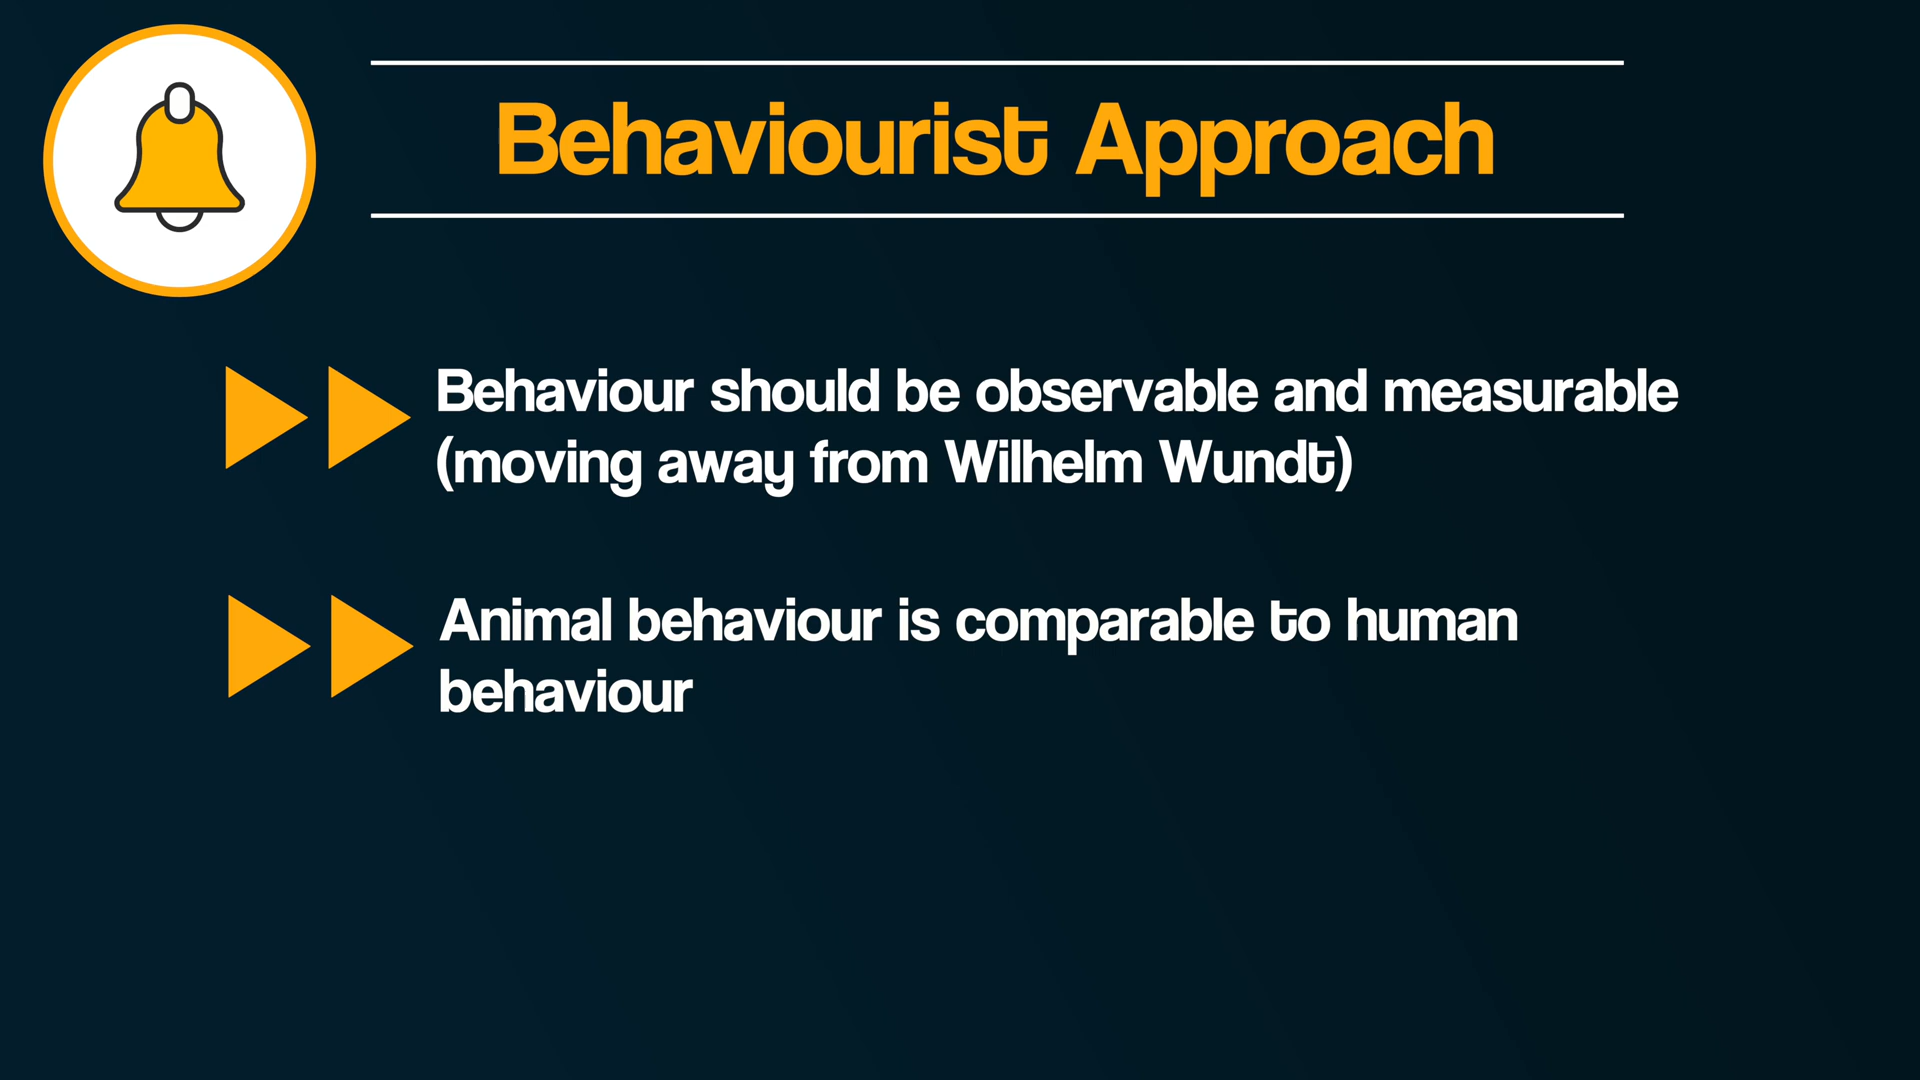 Behaviourist Approach
Behaviour should be observable and measurable
(moving away from Wilhelm Wundt)
Animal behaviour is comparable to human
behaviour